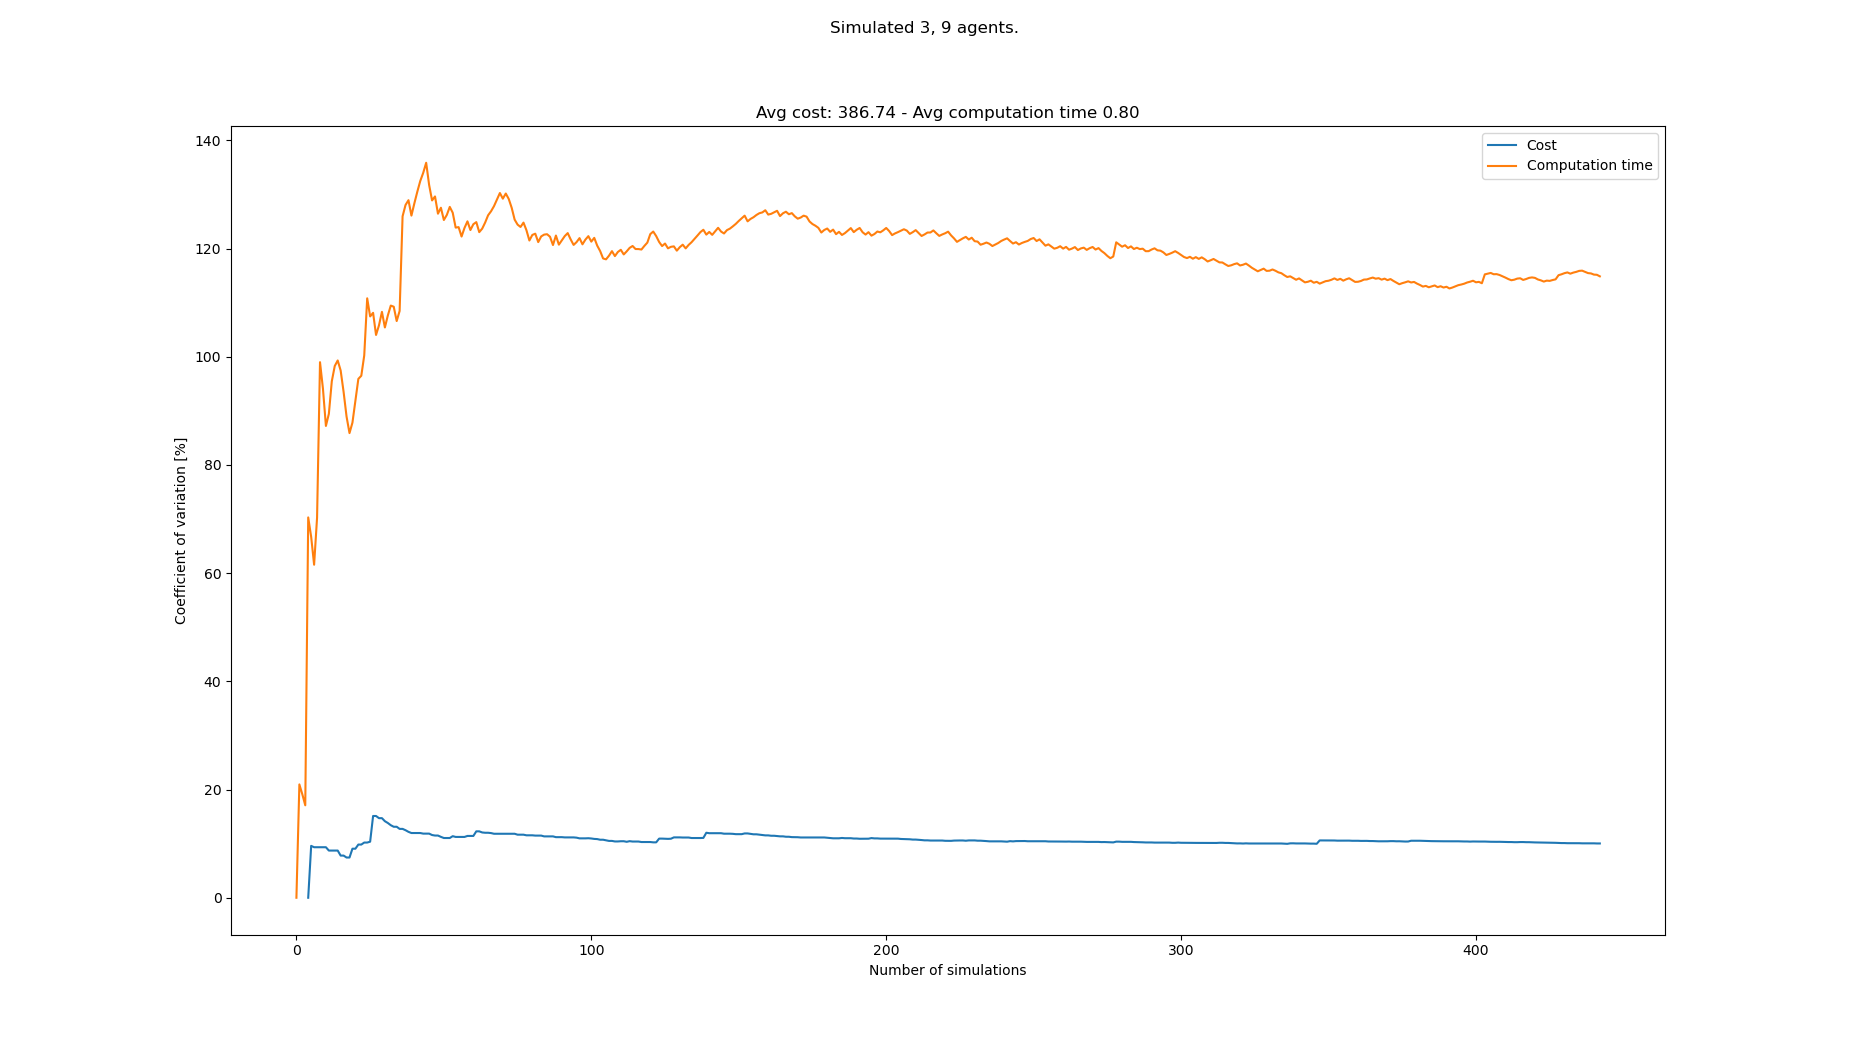 Simulated 3, 9 agents.
Avg cost: 386.74 - Avg computation time 0.80
Cost
Computation time
Coefficient of variation [%]
140
120
100
80
60
40
20
0
0 100 200 300 400
Number of simulations